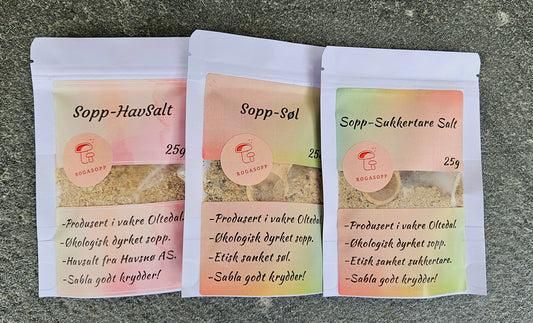 Sopp-HavSalt
25g
ROGASOPP
-Produsert i vakre Oltedal.
-Økologisk dyrket sopp.
-Havsalt fra Havsnø AS.
-Sabla godt krydder!
Sopp-Søl
25
ROGASOPP
-Produsert i vakre Oltedal.
-Økologisk dyrket sopp.
-Etisk sanket søl.
-Sabla godt krydder!
Sopp-Sukkertare Salt
25g
ROGASOPP
-Produsert i vakre Oltedal.
-Økologisk dyrket sopp.
-Etisk sanket sukkertare.
-Sabla godt krydder!